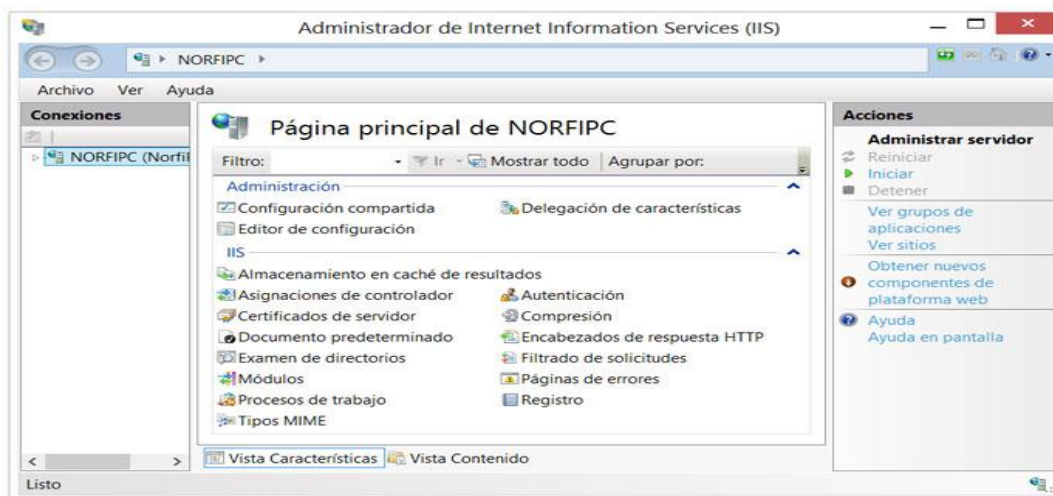 Administrador de Internet Information Services (IIS)
NORFIPC
Archivo Ver Ayuda
Conexiones
NORFIPC (Norfi
Página principal de NORFIPC
Filtro: Ir Mostrar todo Agrupar por:
Administración
Configuración compartida Delegación de características
Editor de configuración
IIS
Almacenamiento en caché de resultados
Asignaciones de controlador Autenticación
Certificados de servidor Compresión
Documento predeterminado Encabezados de respuesta HTTP
Examen de directorios Filtrado de solicitudes
Módulos Páginas de errores
Procesos de trabajo Registro
Tipos MIME
Vista Características Vista Contenido
Acciones
Administrar servidor
Reiniciar
Iniciar
Detener
Ver grupos de
aplicaciones
Ver sitios
Obtener nuevos
componentes de
plataforma web
Ayuda
Ayuda en pantalla
Listo